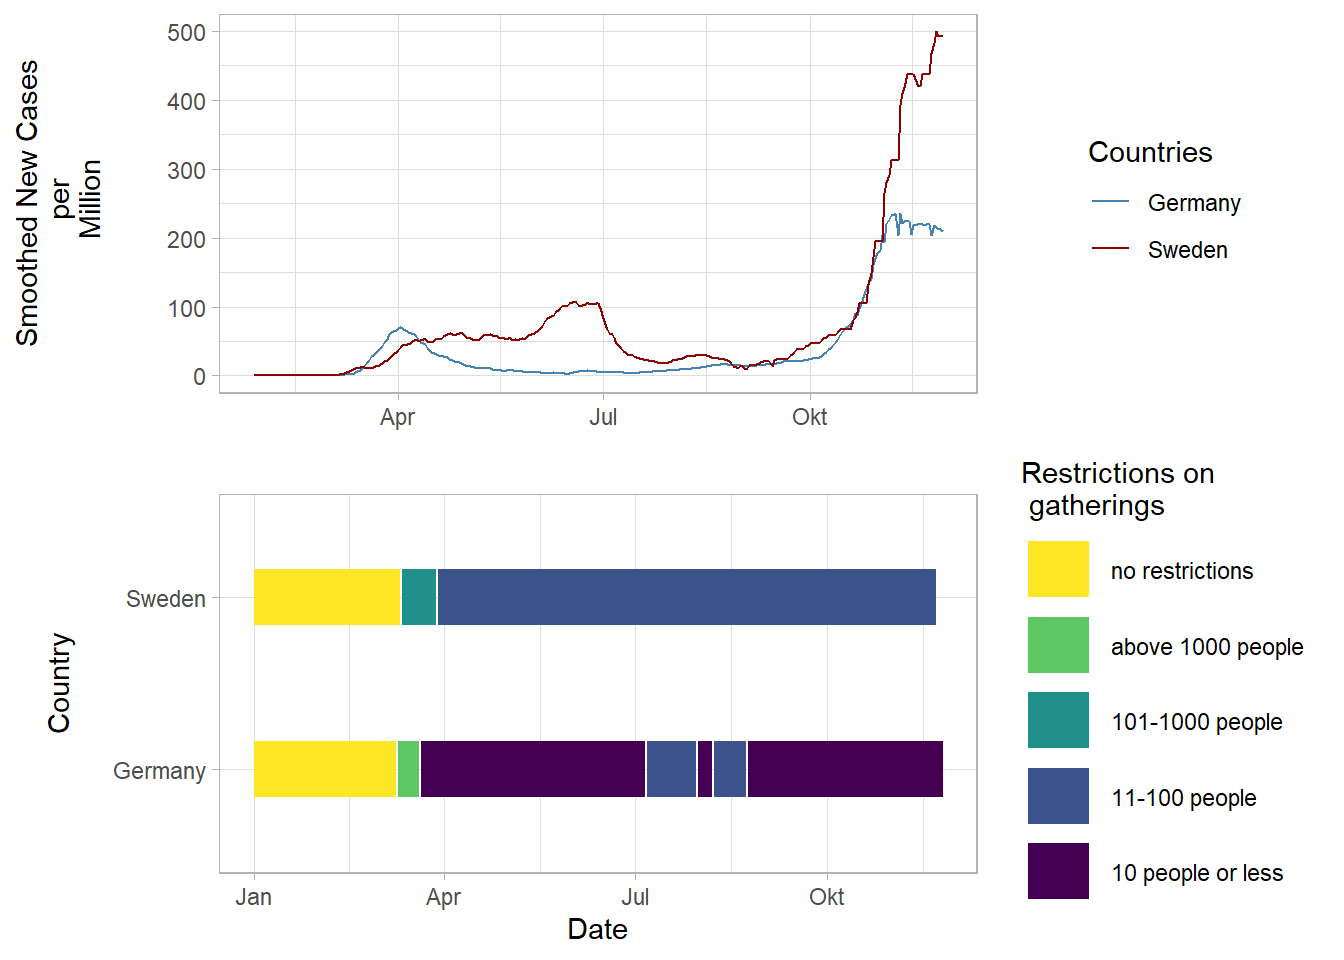 Smoothed New Cases
per
Million
500
400
300
200
100
0
Apr
Jul
Okt
Countries
Germany
Sweden
Country
Sweden
Germany
Jan
Apr
Jul
Okt
Date
Restrictions on
gatherings
no restrictions
above 1000 people
101-1000 people
11-100 people
10 people or less